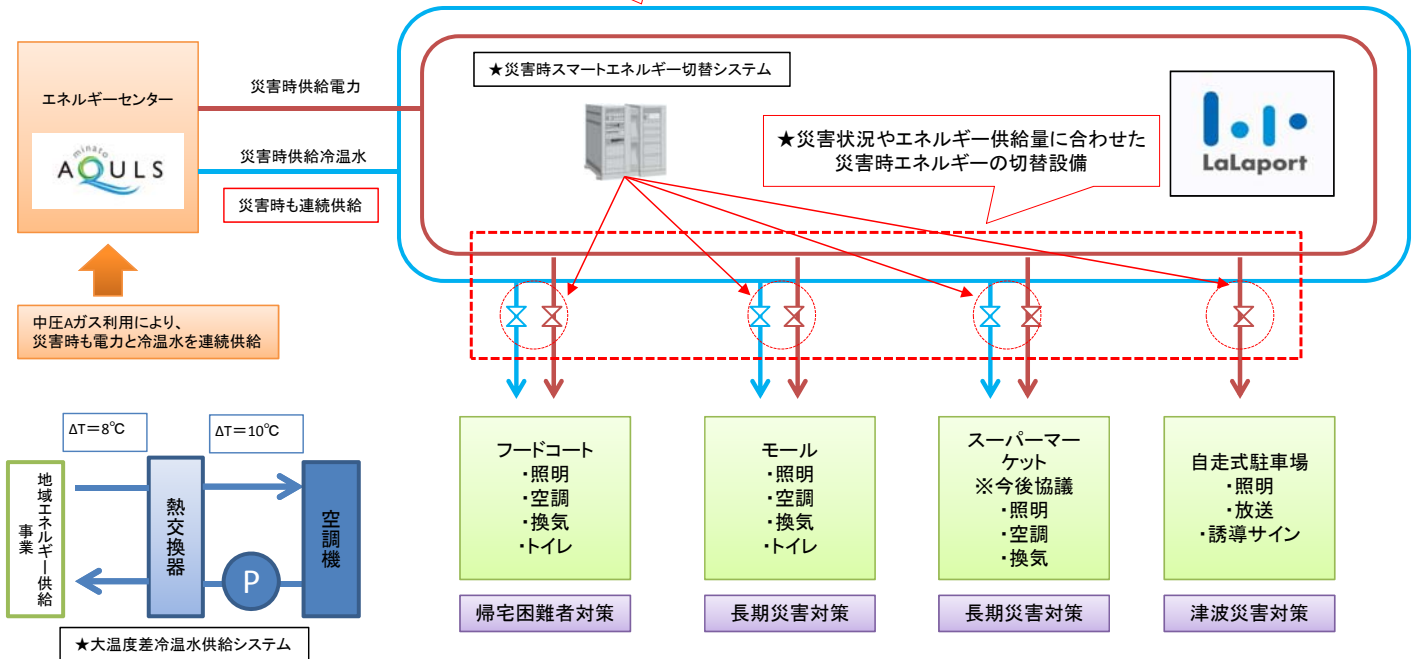 ★災害時スマートエネルギー切替システム
エネルギーセンター
minato
AQULS
災害時供給電力
災害時供給冷温水
災害時も連続供給
★災害状況やエネルギー供給量に合わせた
災害時エネルギーの切替設備
LaLaport
中圧Aガス利用により、
災害時も電力と冷温水を連続供給
ΔT=8℃
ΔT=10℃
地域エネルギー供給
事業
熱交換器
P
空調機
★大温度差冷温水供給システム
フードコート
・照明
・空調
・換気
・トイレ
帰宅困難者対策
モール
・照明
・空調
・換気
・トイレ
長期災害対策
スーパーマー
ケット
※今後協議
・照明
・空調
・換気
長期災害対策
自走式駐車場
・照明
・放送
・誘導サイン
津波災害対策